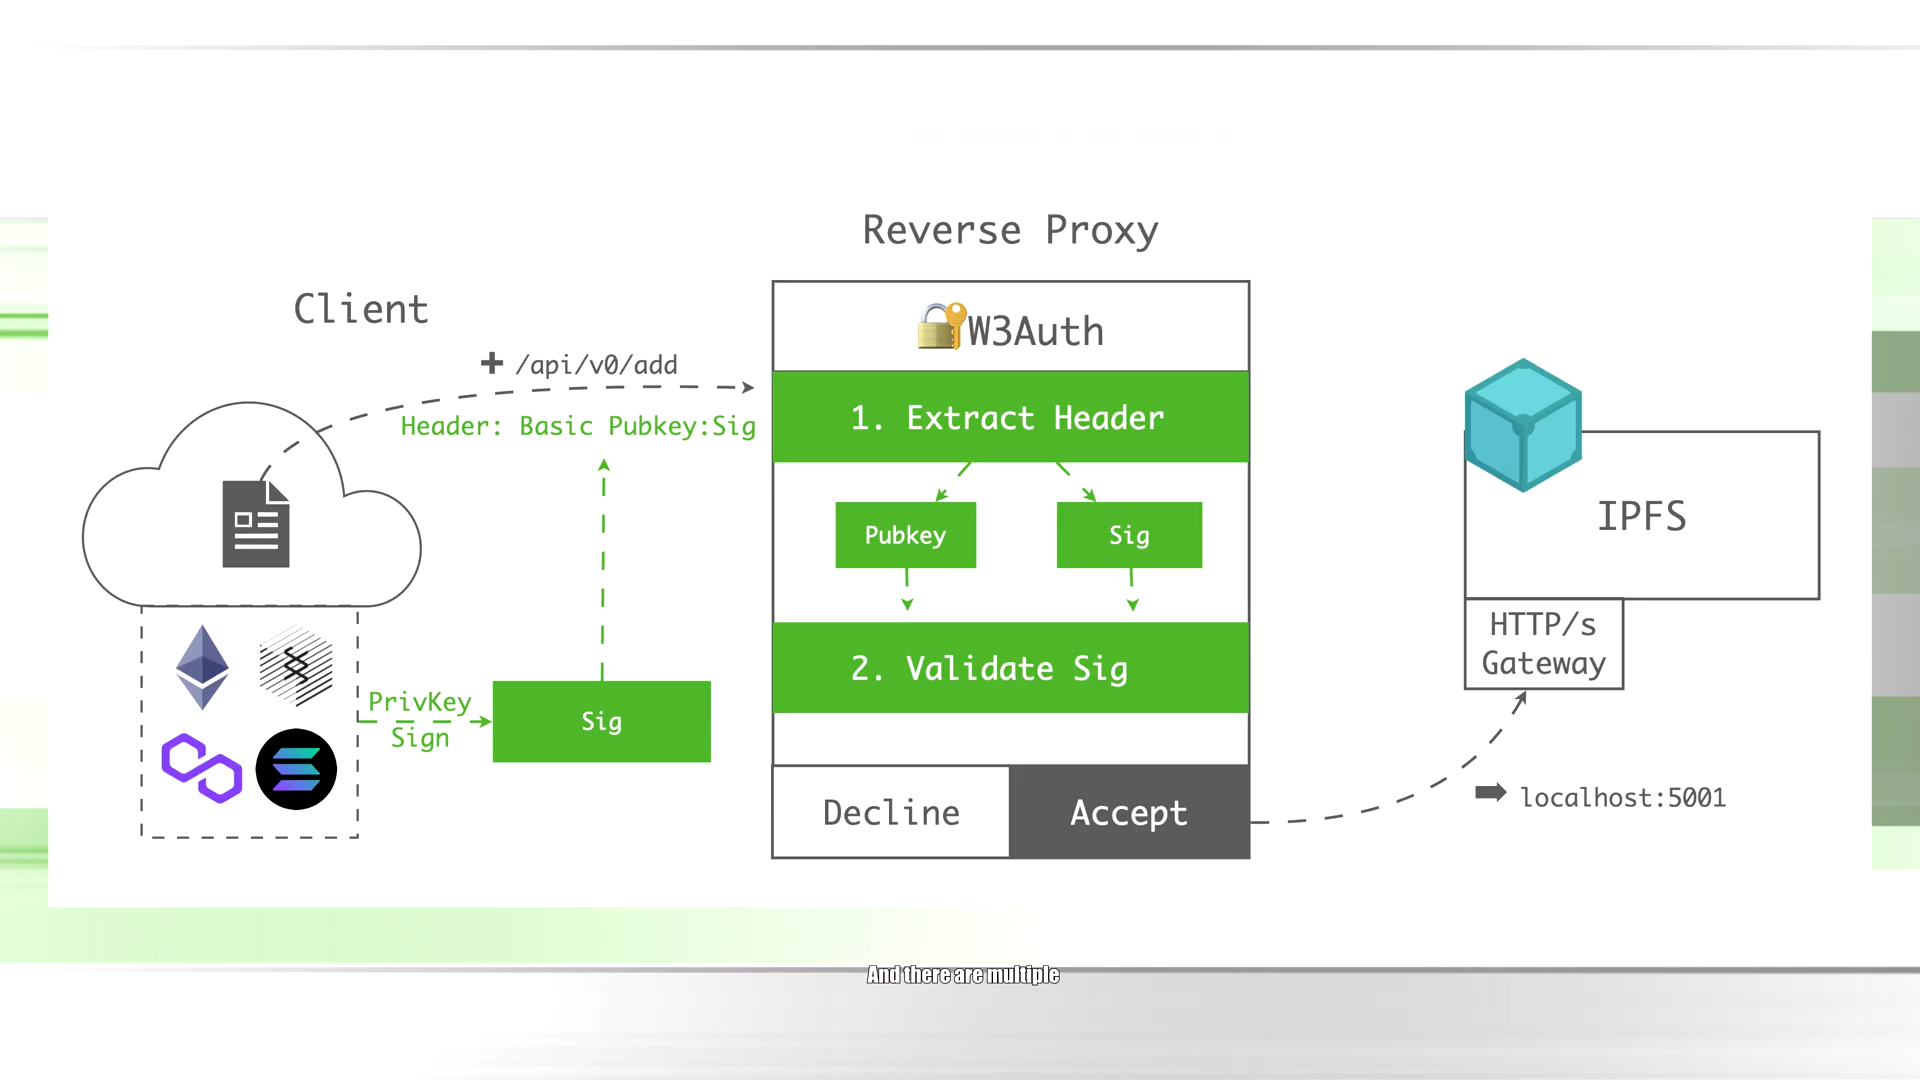 Reverse Proxy
Client
W3Auth
+ /api/v0/add
Header: Basic Pubkey:Sig
1. Extract Header
Pubkey
Sig
IPFS
HTTP/s
Gateway
2. Validate Sig
PrivKey
Sign
Sig
Decline
Accept
localhost:5001
And there are multiple